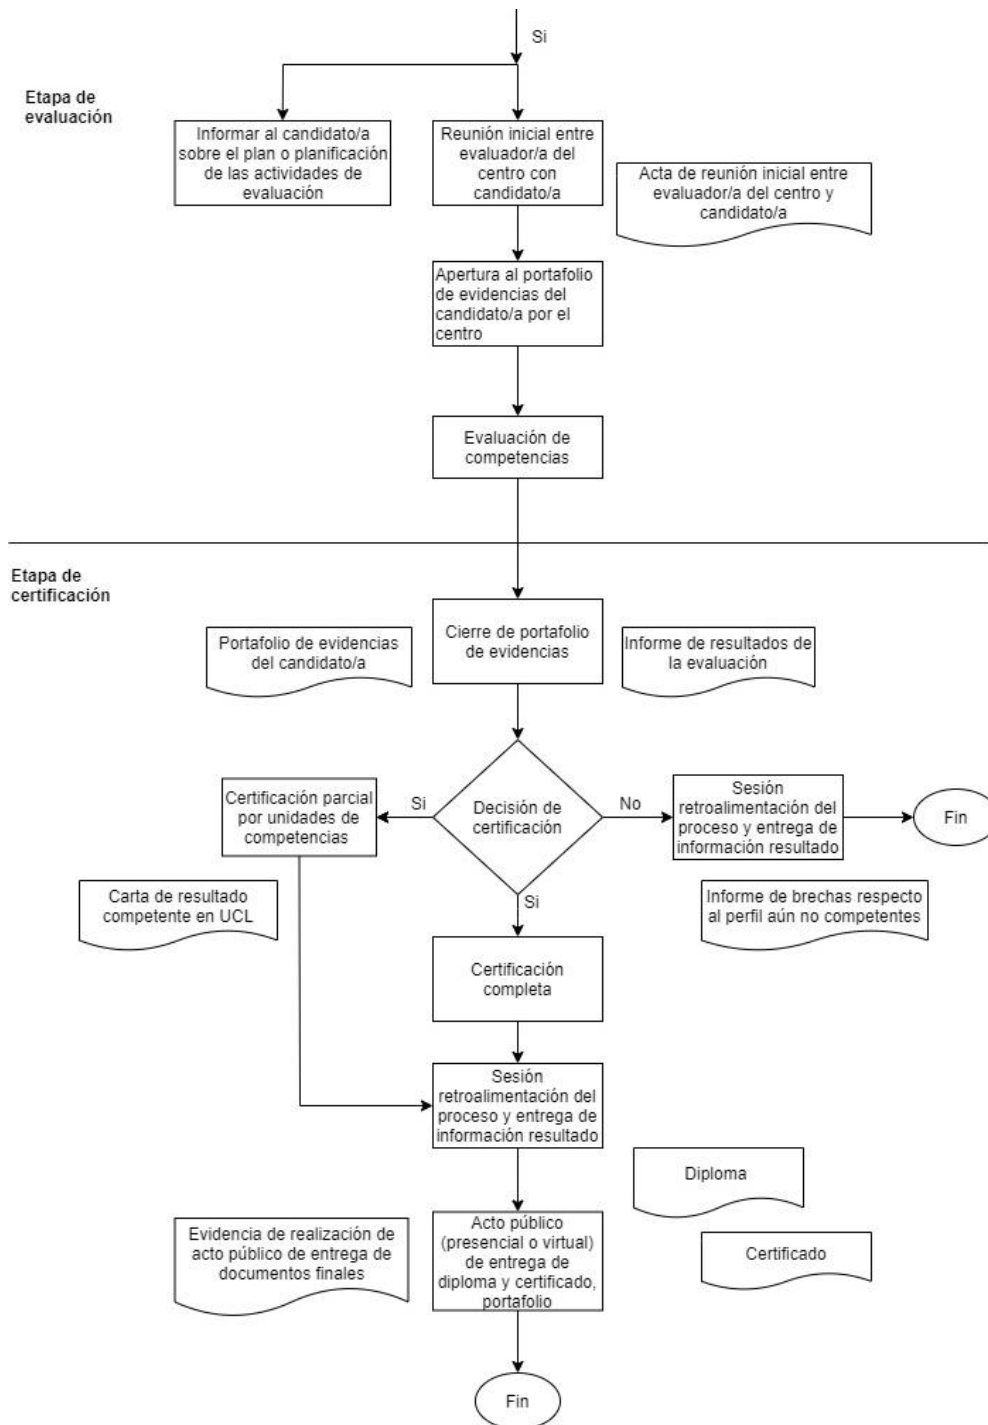 Si
Etapa de
evaluación
Informar al candidato/a
sobre el plan o planificación
de las actividades de
evaluación
Reunión inicial entre
evaluador/a del
centro con
candidato/a
Acta de reunión inicial entre
evaluador/a del centro y
candidato/a
Apertura al portafolio
de evidencias del
candidato/a por el
centro
Evaluación de
competencias
Etapa de
certificación
Portafolio de evidencias
del candidato/a
Cierre de portafolio
de evidencias
Informe de resultados de
la evaluación
Certificación parcial
por unidades de
competencias
Si
Decisión de
certificación
No
Sesión
retroalimentación del
proceso y entrega de
información resultado
Fin
Carta de resultado
competente en UCL
Si
Informe de brechas respecto
al perfil aún no competentes
Certificación
completa
Sesión
retroalimentación del
proceso y entrega de
información resultado
Diploma
Evidencia de realización de
acto público de entrega de
documentos finales
Acto público
(presencial o virtual)
de entrega de
diploma y certificado,
portafolio
Certificado
Fin